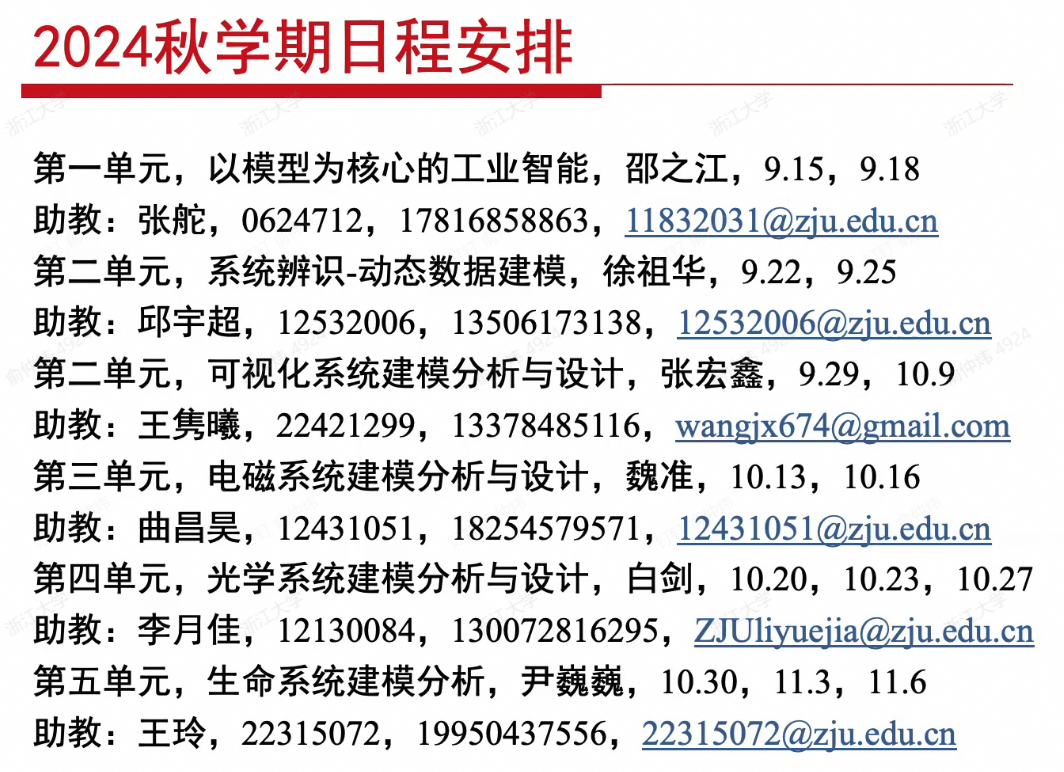 2024秋学期日程安排
第一单元，以模型为核心的工业智能，邵之江，9.15，9.18
助教：张舵，0624712，17816858863，11832031@zju.edu.cn
第二单元，系统辨识-动态数据建模，徐祖华，9.22，9.25
助教：邱宇超，12532006，13506173138，12532006@zju.edu.cn
第二单元，可视化系统建模分析与设计，张宏鑫，9.29，10.9
助教：王隽曦，22421299，13378485116，wangjx674@gmail.com
第三单元，电磁系统建模分析与设计，魏准，10.13，10.16
助教：曲昌昊，12431051，18254579571，12431051@zju.edu.cn
第四单元，光学系统建模分析与设计，白剑，10.20，10.23，10.27
助教：李月佳，12130084，130072816295，ZJUliyuejia@zju.edu.cn
第五单元，生命系统建模分析，尹巍巍，10.30，11.3，11.6
助教：王玲，22315072，19950437556，22315072@zju.edu.cn